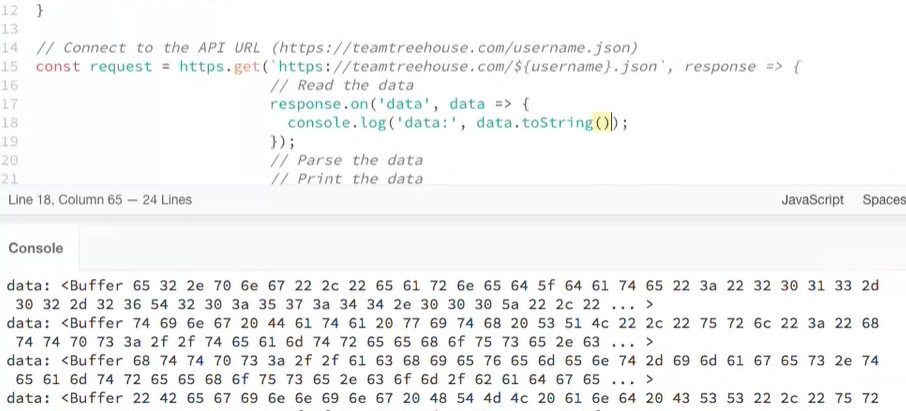 12 }
13
14 // Connect to the API URL (https://teamtreehouse.com/username.json)
15 const request = https.get(`https://teamtreehouse.com/${username}.json`, response => {
16 // Read the data
17 response.on('data', data => {
18 console.log('data:', data.toString());
19 });
20 // Parse the data
21 // Print the data
Line 18, Column 65 — 24 Lines JavaScript Spaces
Console
data: <Buffer 65 32 2e 70 6e 67 22 2c 22 65 61 72 6e 65 64 5f 64 61 74 65 22 3a 22 32 30 31 33 2d
30 32 2d 32 36 54 32 30 3a 35 37 3a 34 34 2e 30 30 30 5a 22 2c 22 ... >
data: <Buffer 74 69 6e 67 20 44 61 74 61 20 77 69 74 68 20 53 51 4c 22 2c 22 75 72 6c 22 3a 22 68
74 74 70 73 3a 2f 2f 74 65 61 6d 74 72 65 65 68 6f 75 73 65 2e 63 ... >
data: <Buffer 68 74 74 70 73 3a 2f 2f 61 63 68 69 65 76 65 6d 65 6e 74 2d 69 6d 61 67 65 73 2e 74
65 61 6d 74 72 65 65 68 6f 75 73 65 2e 63 6f 6d 2f 62 61 64 67 65 ... >
data: <Buffer 22 42 65 67 69 6e 6e 69 6e 67 20 48 54 4d 4c 20 61 6e 64 20 43 53 53 22 2c 22 75 72